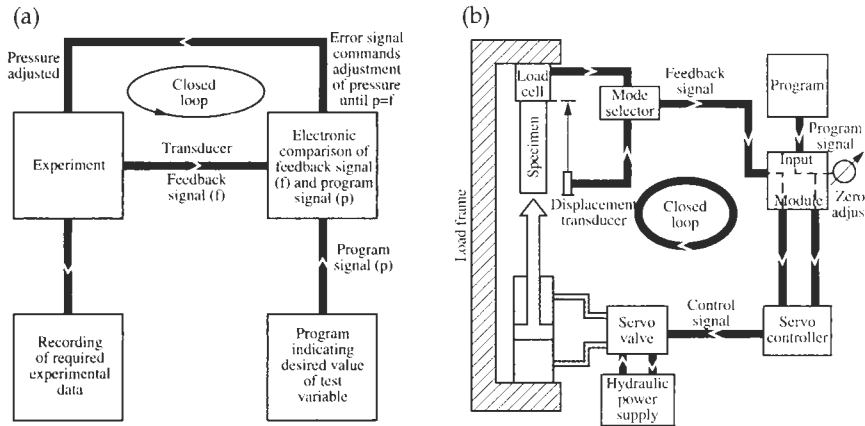 (a)
Pressure
adjusted
Error signal
commands
adjustment
of pressure
until p=f
Closed
loop
Experiment
Transducer
Feedback
signal (f)
Electronic
comparison of
feedback signal
(f) and program
signal (p)
Program
signal (p)
Recording
of required
experimental
data
Program
indicating
desired value
of test
variable
(b)
Load
cell
Feedback
signal
Mode
selector
Program
Program
signal
Specimen
Input
Module
Zero
adjus
Displacement
transducer
Closed
loop
Load frame
Control
signal
Servo
valve
Servo
controller
Hydraulic
power
supply